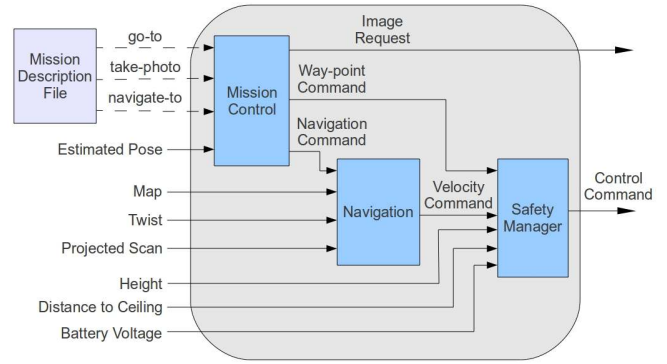 Image
Request
go-to
Mission
Description
File
take-photo
navigate-to
Mission
Control
Way-point
Command
Navigation
Command
Estimated Pose
Map
Twist
Projected Scan
Navigation
Velocity
Command
Safety
Manager
Control
Command
Height
Distance to Ceiling
Battery Voltage